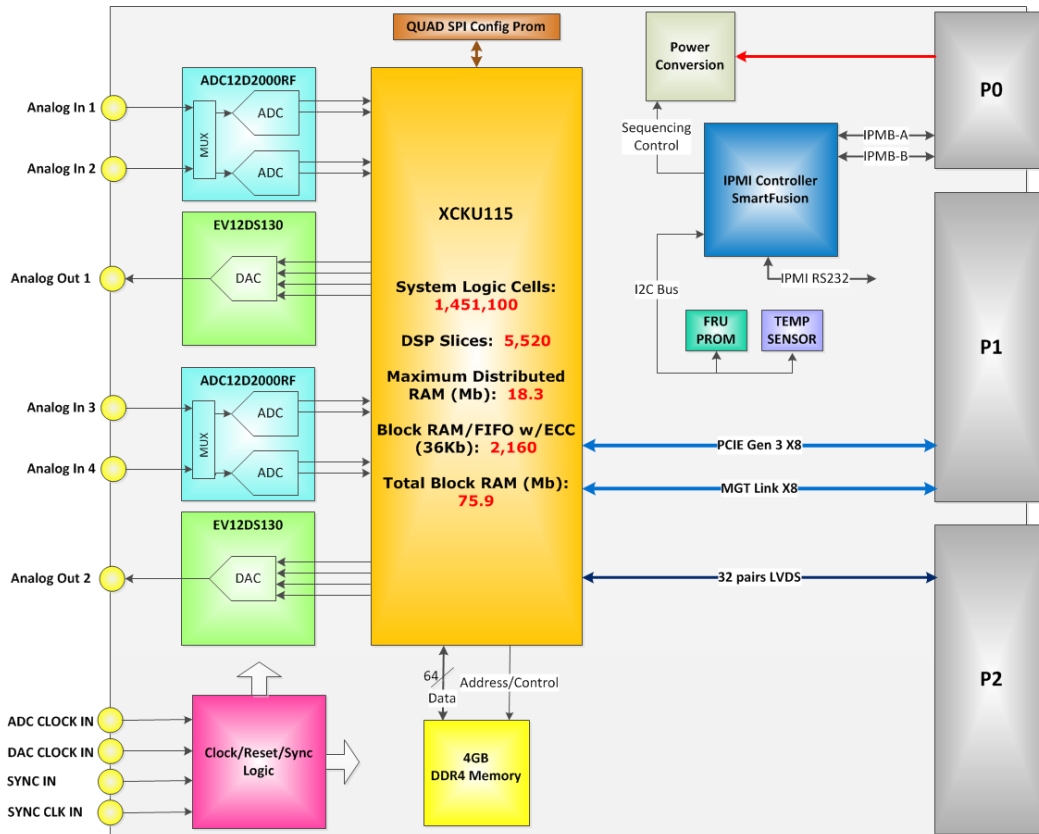 QUAD SPI Config Prom
Power
Conversion
P0
ADC12D2000RF
Analog In 1
MUX
ADC
Analog In 2
ADC
Sequencing
Control
IPMI Controller
SmartFusion
IPMB-A
IPMB-B
XCKU115
EV12DS130
Analog Out 1
DAC
System Logic Cells:
1,451,100
DSP Slices: 5,520
Maximum Distributed
RAM (Mb): 18.3
Block RAM/FIFO w/ECC
(36Kb): 2,160
Total Block RAM (Mb):
75.9
I2C Bus
IPMI RS232
FRU
PROM
TEMP
SENSOR
P1
ADC12D2000RF
Analog In 3
MUX
ADC
Analog In 4
ADC
PCIE Gen 3 X8
MGT Link X8
EV12DS130
Analog Out 2
DAC
32 pairs LVDS
P2
64
Data
Address/Control
ADC CLOCK IN
DAC CLOCK IN
SYNC IN
SYNC CLK IN
Clock/Reset/Sync
Logic
4GB
DDR4 Memory